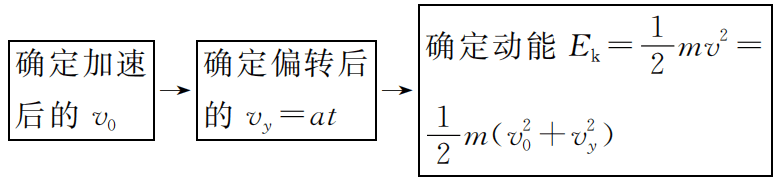 确定加速
后的 v₀
确定偏转后
的 v_y＝at
确定动能 E_k＝1/2 mv²＝
1/2 m(v₀²＋v_y²)